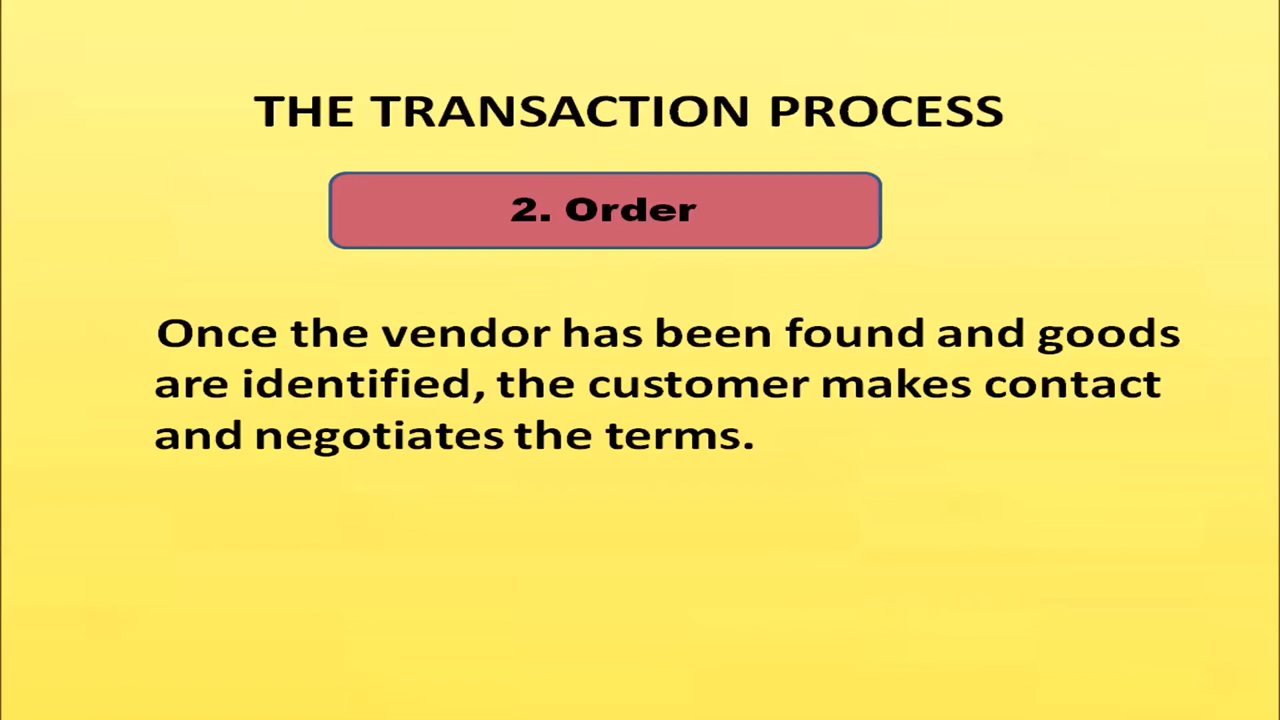 THE TRANSACTION PROCESS
2. Order
Once the vendor has been found and goods
are identified, the customer makes contact
and negotiates the terms.